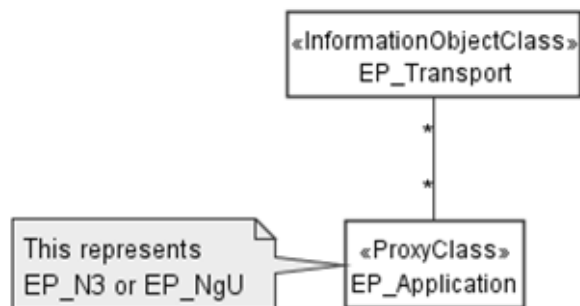 «InformationObjectClass»
EP_Transport
*
*
This represents
EP_N3 or EP_NgU
«ProxyClass»
EP_Application